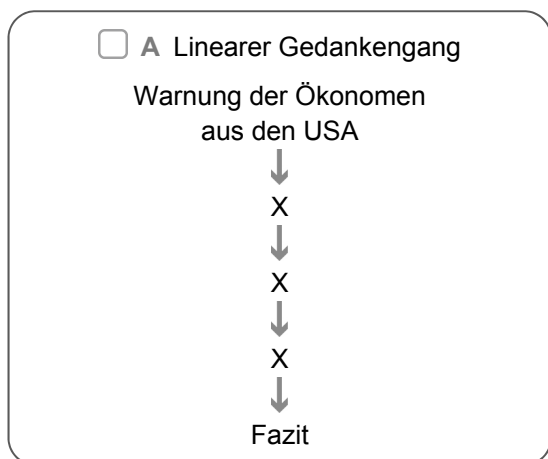 A Linearer Gedankengang
Warnung der Ökonomen
aus den USA
X
X
X
Fazit